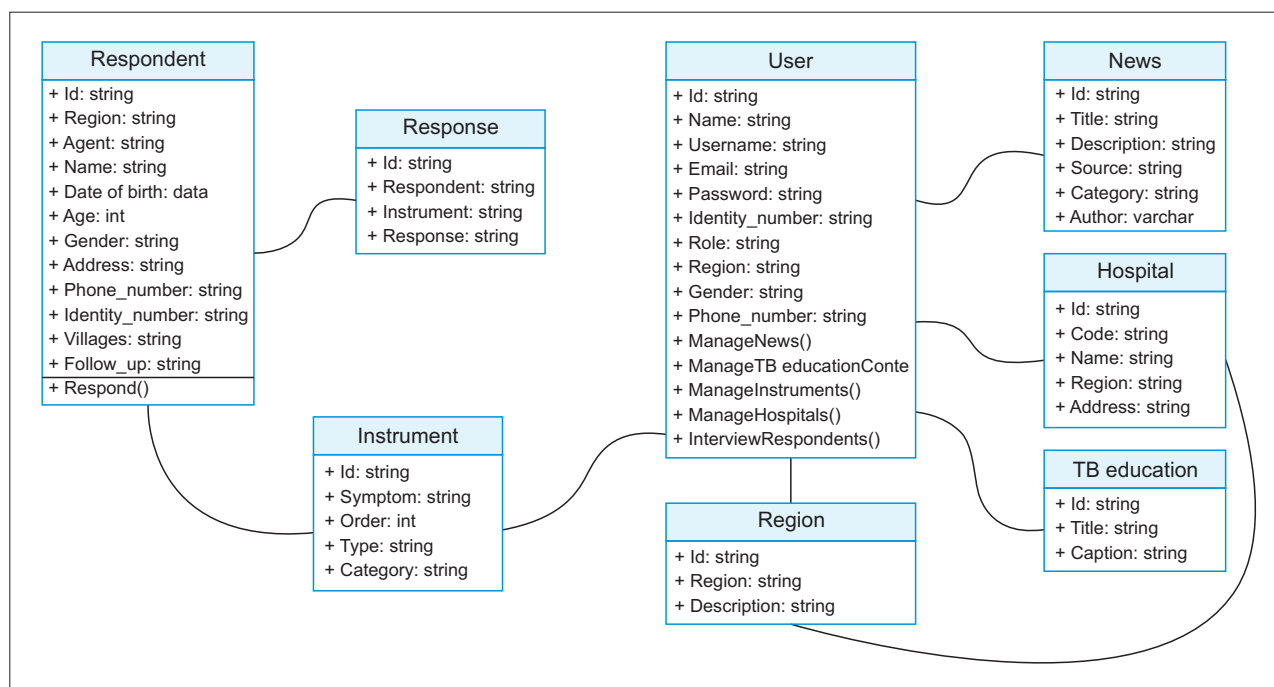 Respondent
+ Id: string
+ Region: string
+ Agent: string
+ Name: string
+ Date of birth: data
+ Age: int
+ Gender: string
+ Address: string
+ Phone_number: string
+ Identity_number: string
+ Villages: string
+ Follow_up: string
+ Respond()
Response
+ Id: string
+ Respondent: string
+ Instrument: string
+ Response: string
Instrument
+ Id: string
+ Symptom: string
+ Order: int
+ Type: string
+ Category: string
User
+ Id: string
+ Name: string
+ Username: string
+ Email: string
+ Password: string
+ Identity_number: string
+ Role: string
+ Region: string
+ Gender: string
+ Phone_number: string
+ ManageNews()
+ ManageTB educationConte
+ ManageInstruments()
+ ManageHospitals()
+ InterviewRespondents()
Region
+ Id: string
+ Region: string
+ Description: string
News
+ Id: string
+ Title: string
+ Description: string
+ Source: string
+ Category: string
+ Author: varchar
Hospital
+ Id: string
+ Code: string
+ Name: string
+ Region: string
+ Address: string
TB education
+ Id: string
+ Title: string
+ Caption: string